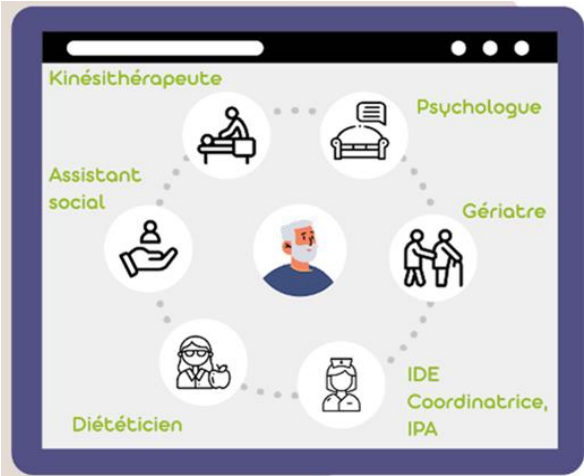 Kinésithérapeute
Psychologue
Assistant
social
Gériatre
IDE
Coordinatrice,
IPA
Diététicien